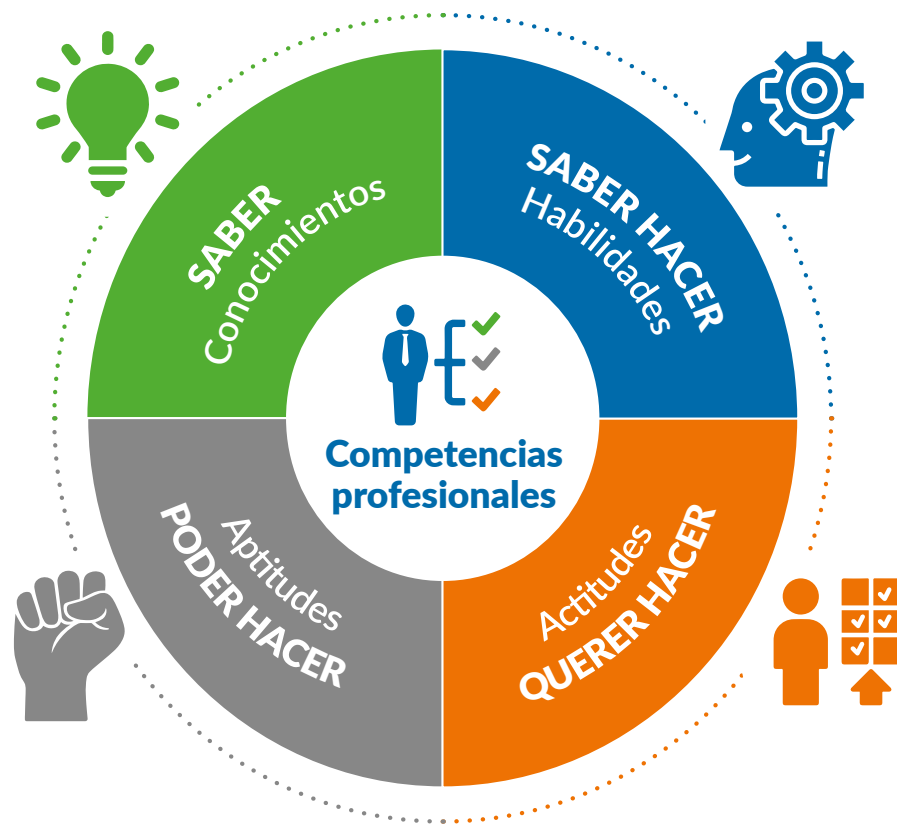 SABER
Conocimientos
SABER HACER
Habilidades
Competencias
profesionales
Aptitudes
PODER HACER
Actitudes
QUERER HACER